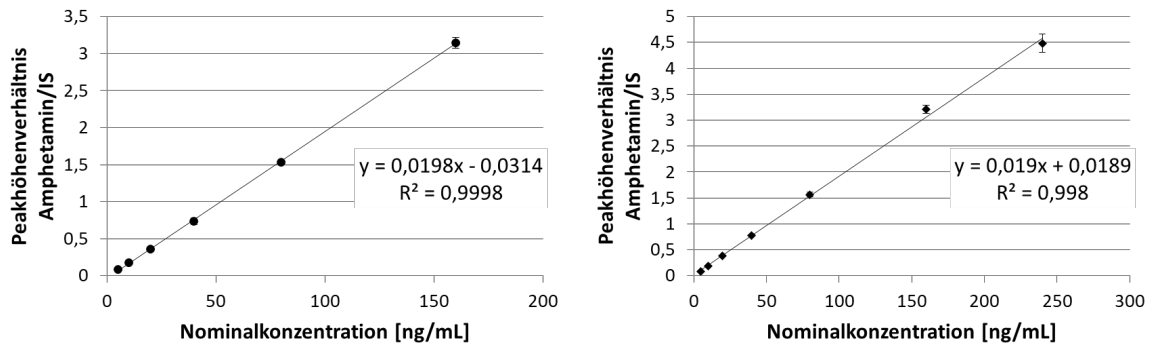 3,5
3
2,5
2
1,5
1
0,5
0
Peakhöhenverhältnis
Amphetamin/IS
y = 0,0198x - 0,0314
R² = 0,9998
0 50 100 150 200
Nominalkonzentration [ng/mL]
5
4,5
4
3,5
3
2,5
2
1,5
1
0,5
0
Peakhöhenverhältnis
Amphetamin/IS
y = 0,019x + 0,0189
R² = 0,998
0 50 100 150 200 250 300
Nominalkonzentration [ng/mL]